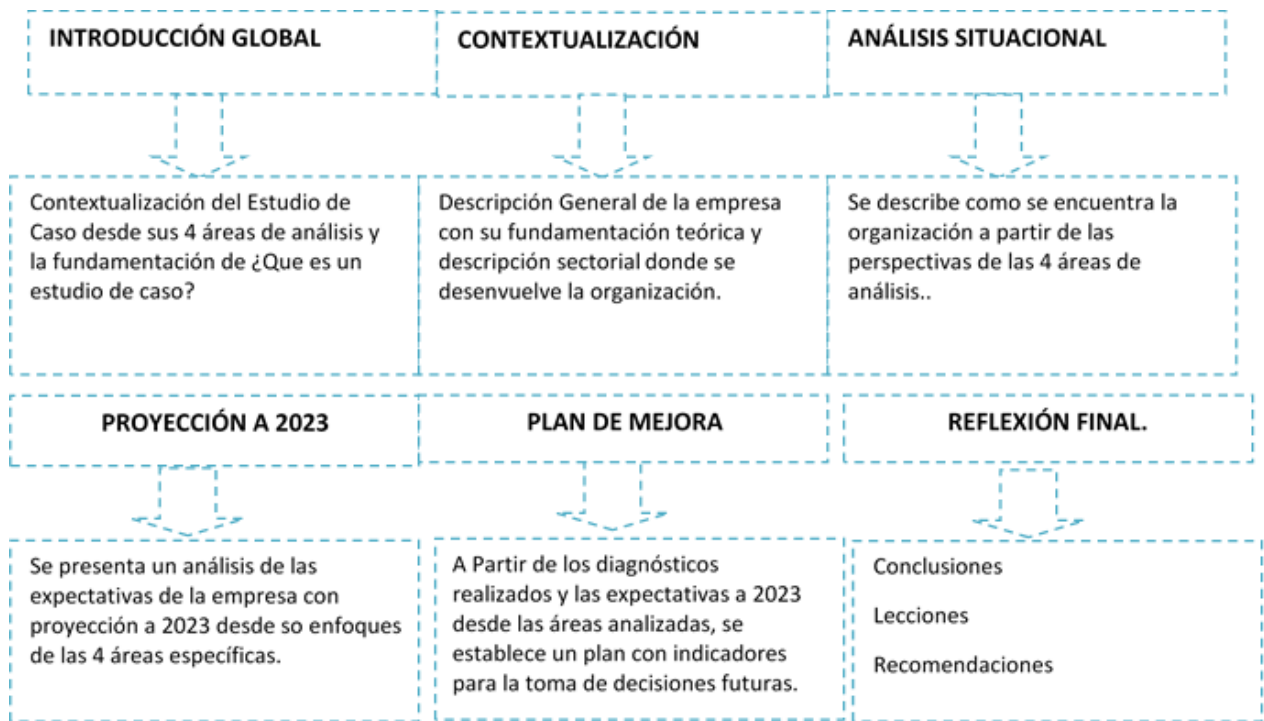 INTRODUCCIÓN GLOBAL
CONTEXTUALIZACIÓN
ANÁLISIS SITUACIONAL
Contextualización del Estudio de
Caso desde sus 4 áreas de análisis y
la fundamentación de ¿Que es un
estudio de caso?
Descripción General de la empresa
con su fundamentación teórica y
descripción sectorial donde se
desenvuelve la organización.
Se describe como se encuentra la
organización a partir de las
perspectivas de las 4 áreas de
análisis..
PROYECCIÓN A 2023
PLAN DE MEJORA
REFLEXIÓN FINAL.
Se presenta un análisis de las
expectativas de la empresa con
proyección a 2023 desde so enfoques
de las 4 áreas específicas.
A Partir de los diagnósticos
realizados y las expectativas a 2023
desde las áreas analizadas, se
establece un plan con indicadores
para la toma de decisiones futuras.
Conclusiones
Lecciones
Recomendaciones